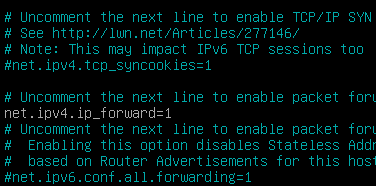 # Uncomment the next line to enable TCP/IP SYN
# See http://lwn.net/Articles/277146/
# Note: This may impact IPv6 TCP sessions too
#net.ipv4.tcp_syncookies=1
# Uncomment the next line to enable packet forw
net.ipv4.ip_forward=1
# Uncomment the next line to enable packet forw
#  Enabling this option disables Stateless Addr
#  based on Router Advertisements for this host
#net.ipv6.conf.all.forwarding=1